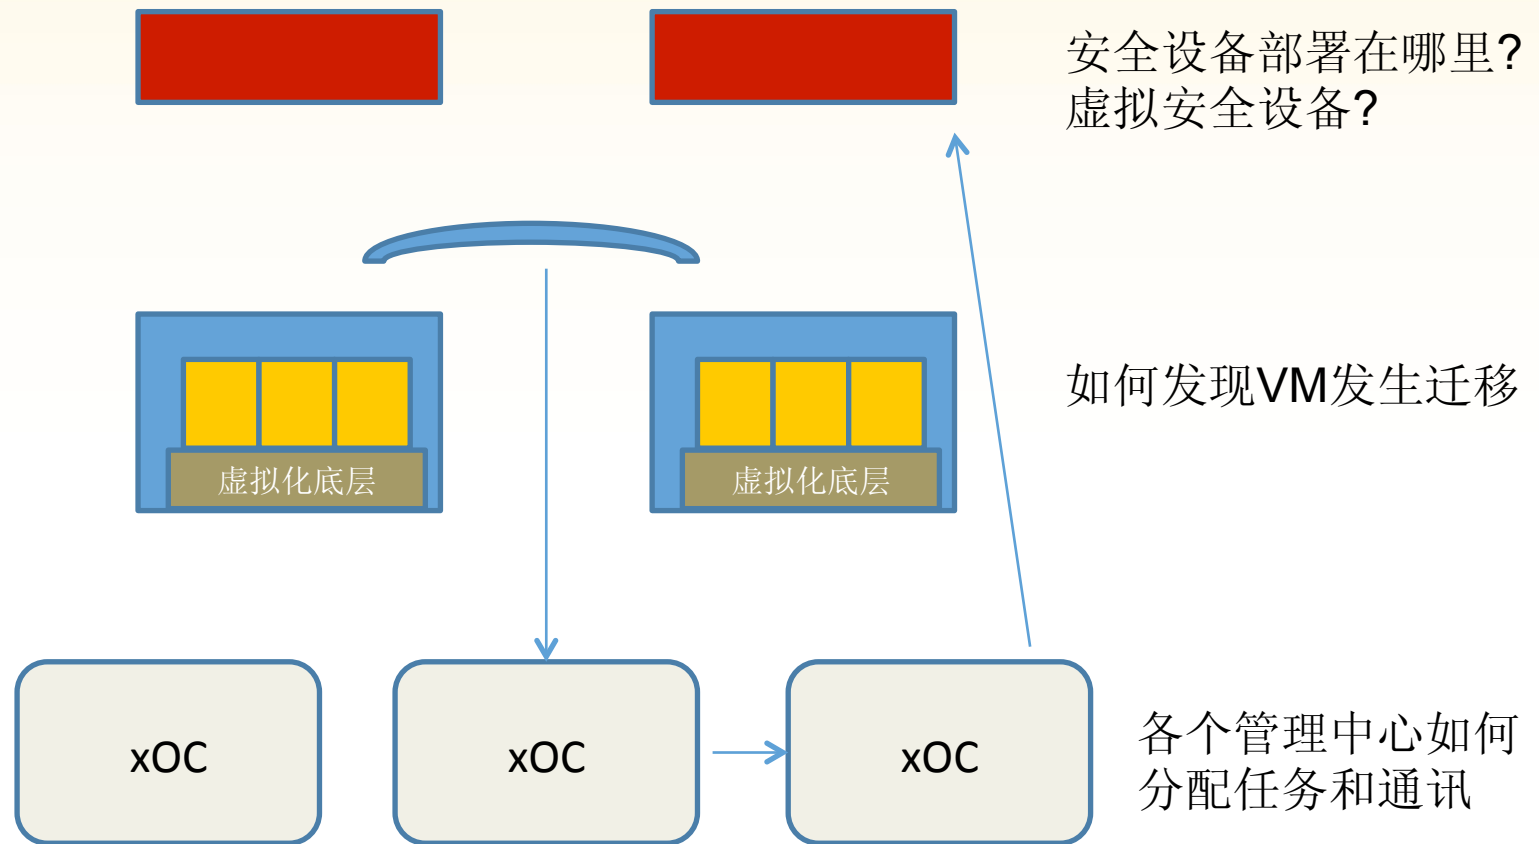 安全设备部署在哪里?
虚拟安全设备?
如何发现VM发生迁移
虚拟化底层
虚拟化底层
xOC
xOC
xOC
各个管理中心如何
分配任务和通讯